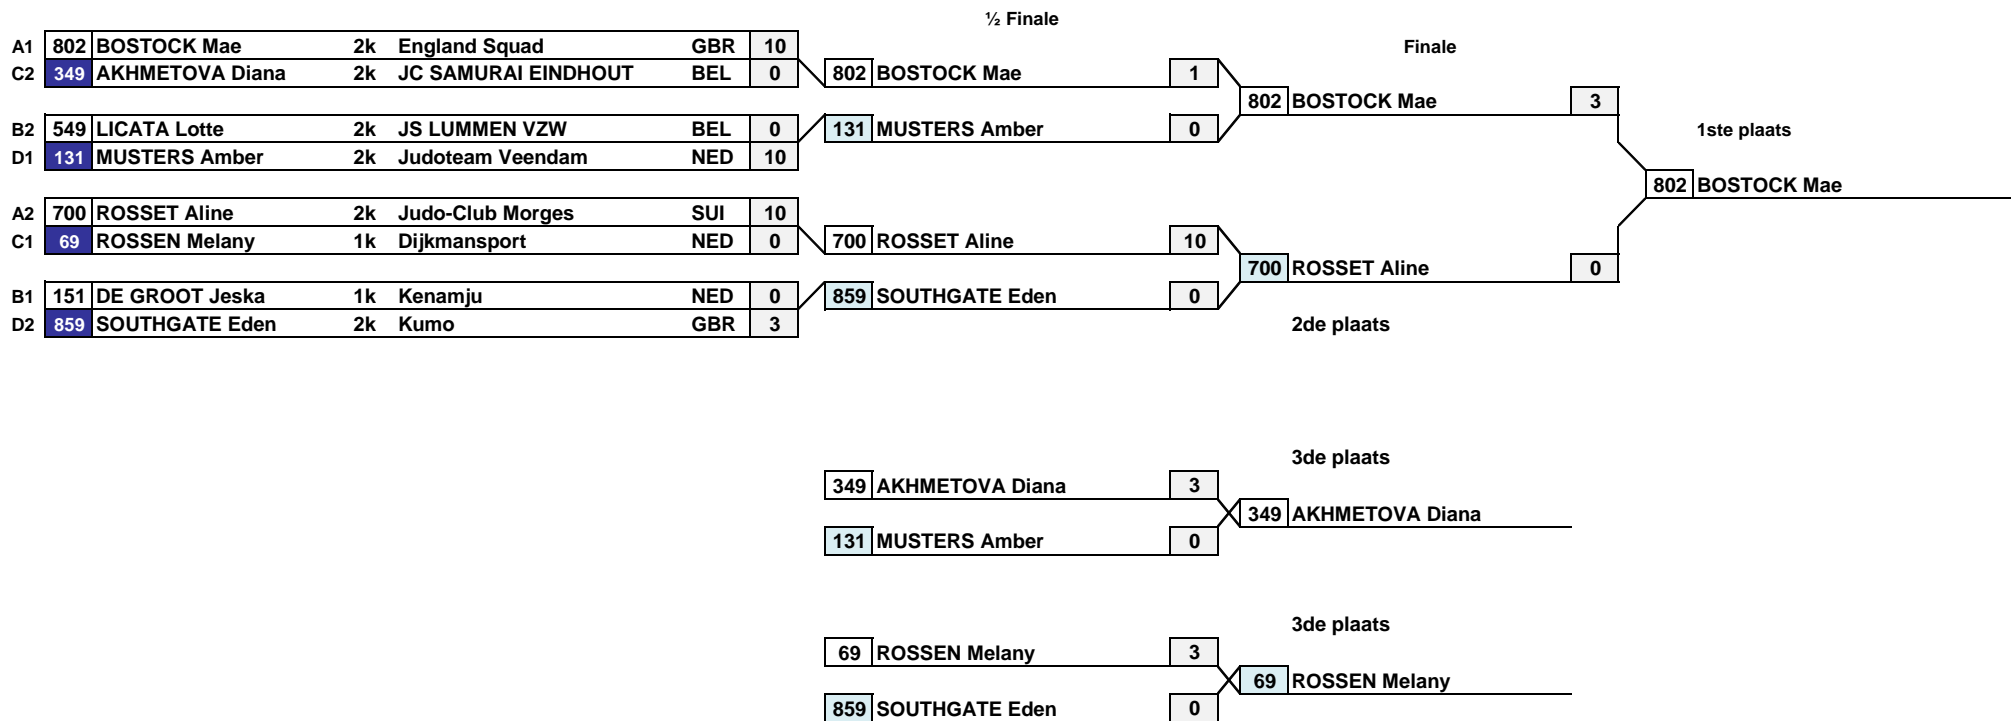 ½ Finale
A1 802 BOSTOCK Mae 2k England Squad GBR 10
Finale
C2 349 AKHMETOVA Diana 2k JC SAMURAI EINDHOUT BEL 0
802 BOSTOCK Mae 1
802 BOSTOCK Mae 3
B2 549 LICATA Lotte 2k JS LUMMEN VZW BEL 0
131 MUSTERS Amber 0
1ste plaats
D1 131 MUSTERS Amber 2k Judoteam Veendam NED 10
802 BOSTOCK Mae
A2 700 ROSSET Aline 2k Judo-Club Morges SUI 10
C1 69 ROSSEN Melany 1k Dijkmansport NED 0
700 ROSSET Aline 10
700 ROSSET Aline 0
B1 151 DE GROOT Jeska 1k Kenamju NED 0
859 SOUTHGATE Eden 0
D2 859 SOUTHGATE Eden 2k Kumo GBR 3
2de plaats
3de plaats
349 AKHMETOVA Diana 3
349 AKHMETOVA Diana
131 MUSTERS Amber 0
3de plaats
69 ROSSEN Melany 3
69 ROSSEN Melany
859 SOUTHGATE Eden 0